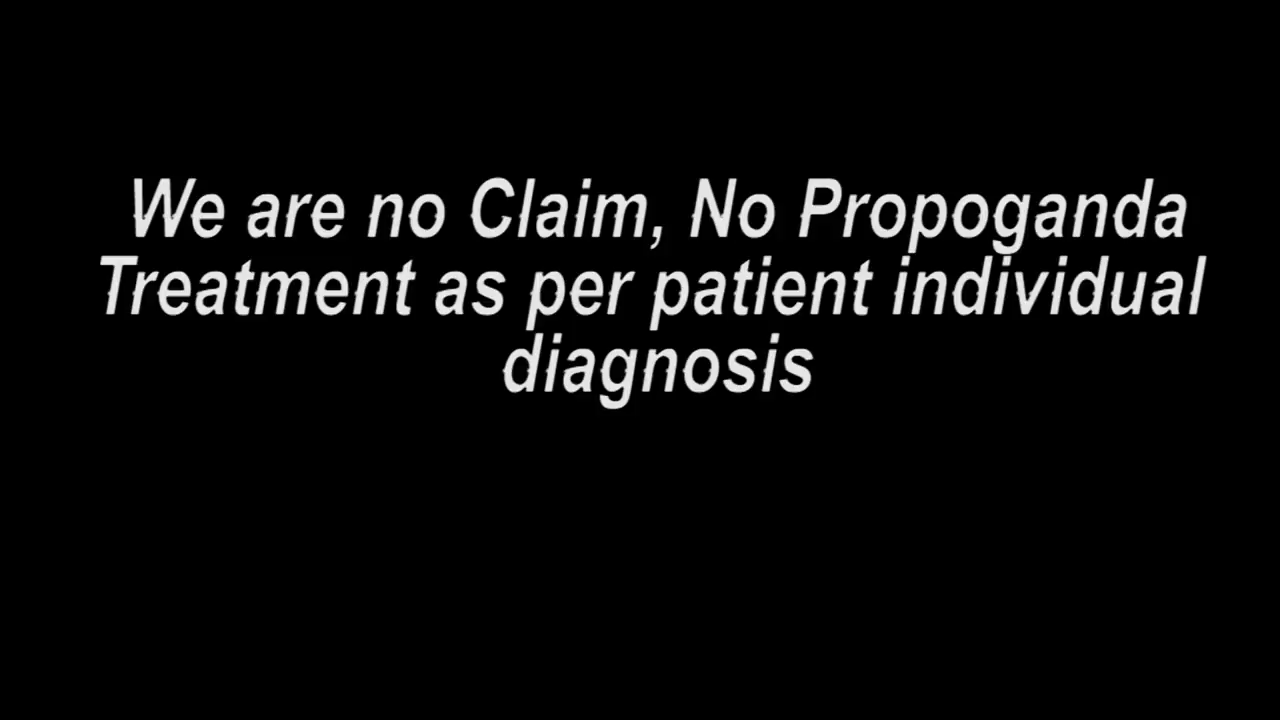 We are no Claim, No Propoganda
Treatment as per patient individual
diagnosis